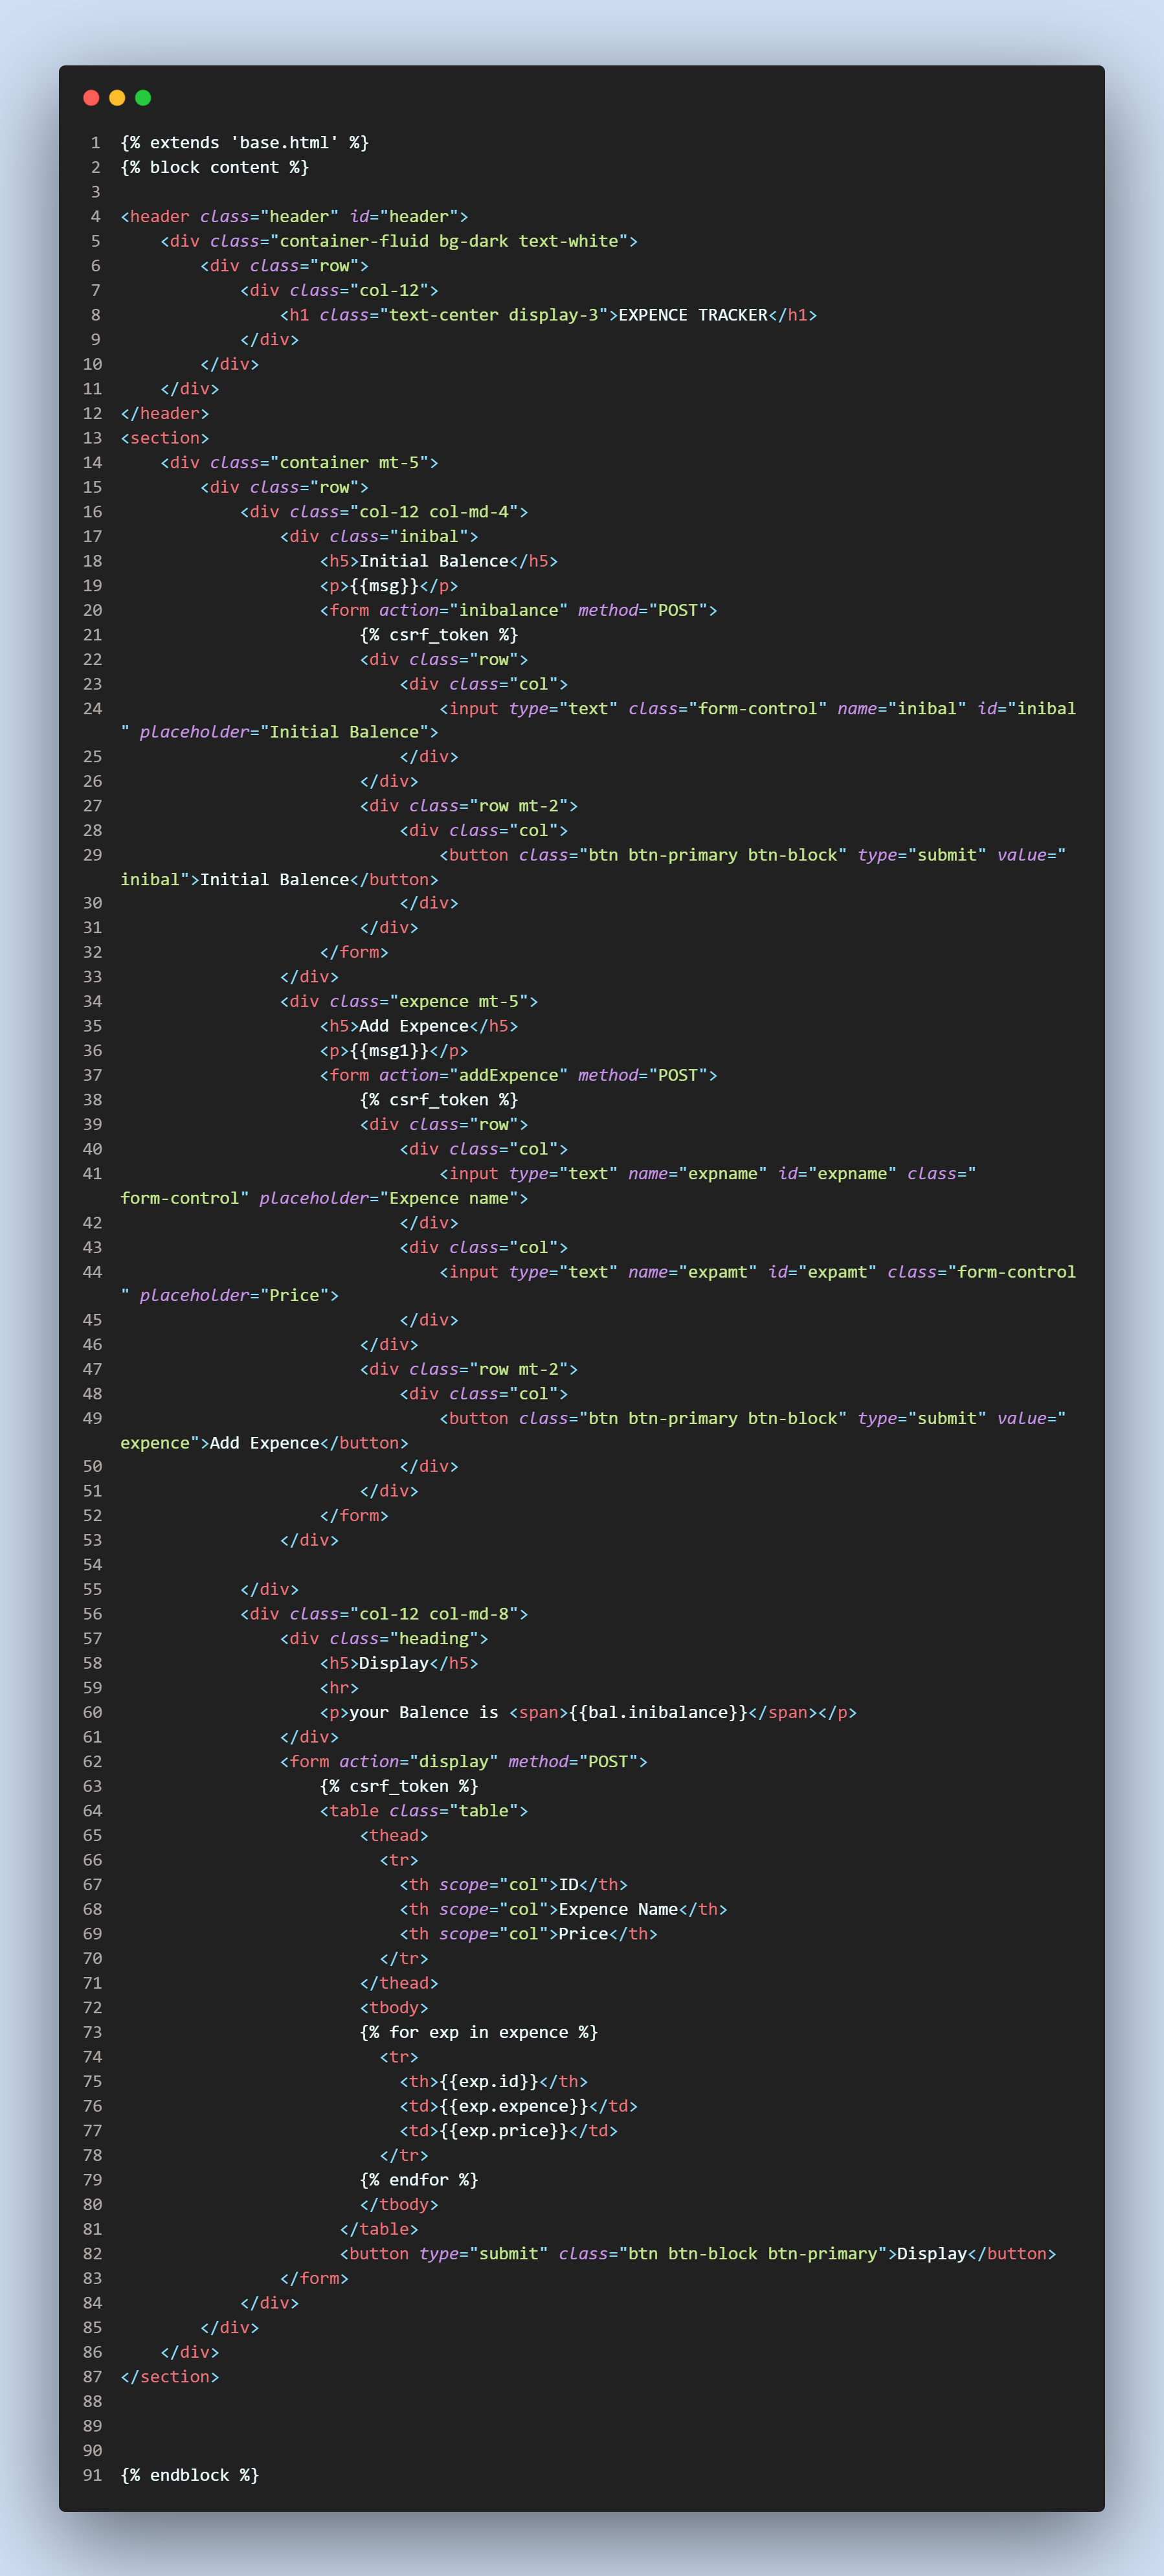 1 {% extends 'base.html' %}
2 {% block content %}
3
4 <header class="header" id="header">
5     <div class="container-fluid bg-dark text-white">
6         <div class="row">
7             <div class="col-12">
8                 <h1 class="text-center display-3">EXPENCE TRACKER</h1>
9             </div>
10         </div>
11     </div>
12 </header>
13 <section>
14     <div class="container mt-5">
15         <div class="row">
16             <div class="col-12 col-md-4">
17                 <div class="inibal">
18                     <h5>Initial Balence</h5>
19                     <p>{{msg}}</p>
20                     <form action="inibalance" method="POST">
21                         {% csrf_token %}
22                         <div class="row">
23                             <div class="col">
24                                 <input type="text" class="form-control" name="inibal" id="inibal
" placeholder="Initial Balence">
25                             </div>
26                         </div>
27                         <div class="row mt-2">
28                             <div class="col">
29                                 <button class="btn btn-primary btn-block" type="submit" value="
inibal">Initial Balence</button>
30                             </div>
31                         </div>
32                     </form>
33                 </div>
34                 <div class="expence mt-5">
35                     <h5>Add Expence</h5>
36                     <p>{{msg1}}</p>
37                     <form action="addExpence" method="POST">
38                         {% csrf_token %}
39                         <div class="row">
40                             <div class="col">
41                                 <input type="text" name="expname" id="expname" class="
form-control" placeholder="Expence name">
42                             </div>
43                             <div class="col">
44                                 <input type="text" name="expamt" id="expamt" class="form-control
" placeholder="Price">
45                             </div>
46                         </div>
47                         <div class="row mt-2">
48                             <div class="col">
49                                 <button class="btn btn-primary btn-block" type="submit" value="
expence">Add Expence</button>
50                             </div>
51                         </div>
52                     </form>
53                 </div>
54
55             </div>
56             <div class="col-12 col-md-8">
57                 <div class="heading">
58                     <h5>Display</h5>
59                     <hr>
60                     <p>your Balence is <span>{{bal.inibalance}}</span></p>
61                 </div>
62                 <form action="display" method="POST">
63                     {% csrf_token %}
64                     <table class="table">
65                         <thead>
66                           <tr>
67                             <th scope="col">ID</th>
68                             <th scope="col">Expence Name</th>
69                             <th scope="col">Price</th>
70                           </tr>
71                         </thead>
72                         <tbody>
73                         {% for exp in expence %}
74                           <tr>
75                             <th>{{exp.id}}</th>
76                             <td>{{exp.expence}}</td>
77                             <td>{{exp.price}}</td>
78                           </tr>
79                         {% endfor %}
80                         </tbody>
81                       </table>
82                       <button type="submit" class="btn btn-block btn-primary">Display</button>
83                 </form>
84             </div>
85         </div>
86     </div>
87 </section>
88
89
90
91 {% endblock %}